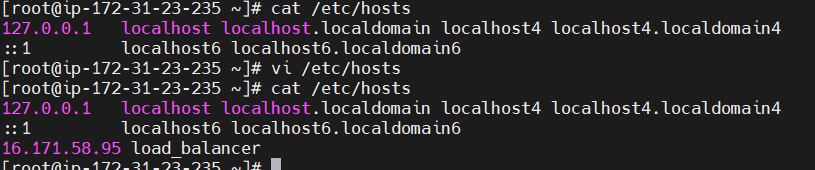 [root@ip-172-31-23-235 ~]# cat /etc/hosts
127.0.0.1   localhost localhost.localdomain localhost4 localhost4.localdomain4
::1         localhost6 localhost6.localdomain6
[root@ip-172-31-23-235 ~]# vi /etc/hosts
[root@ip-172-31-23-235 ~]# cat /etc/hosts
127.0.0.1   localhost localhost.localdomain localhost4 localhost4.localdomain4
::1         localhost6 localhost6.localdomain6
16.171.58.95 load_balancer
[root@ip-172-31-23-235 ~]#